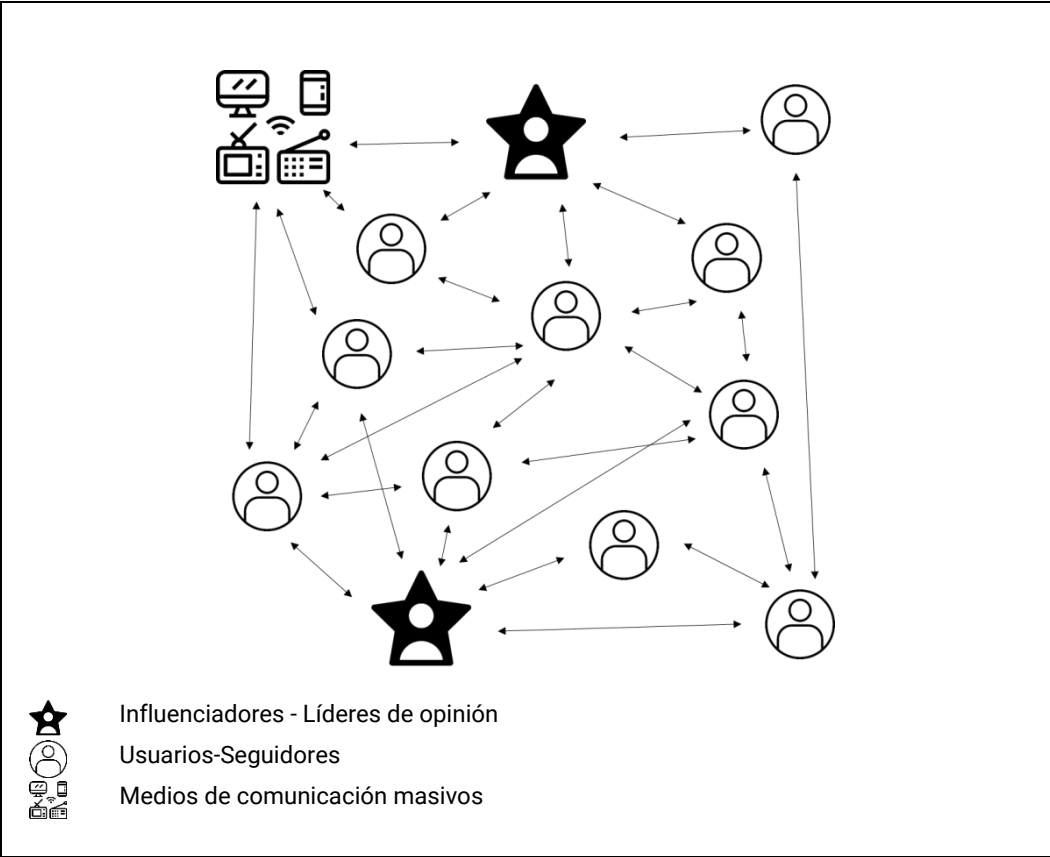 Influenciadores - Líderes de opinión
Usuarios-Seguidores
Medios de comunicación masivos